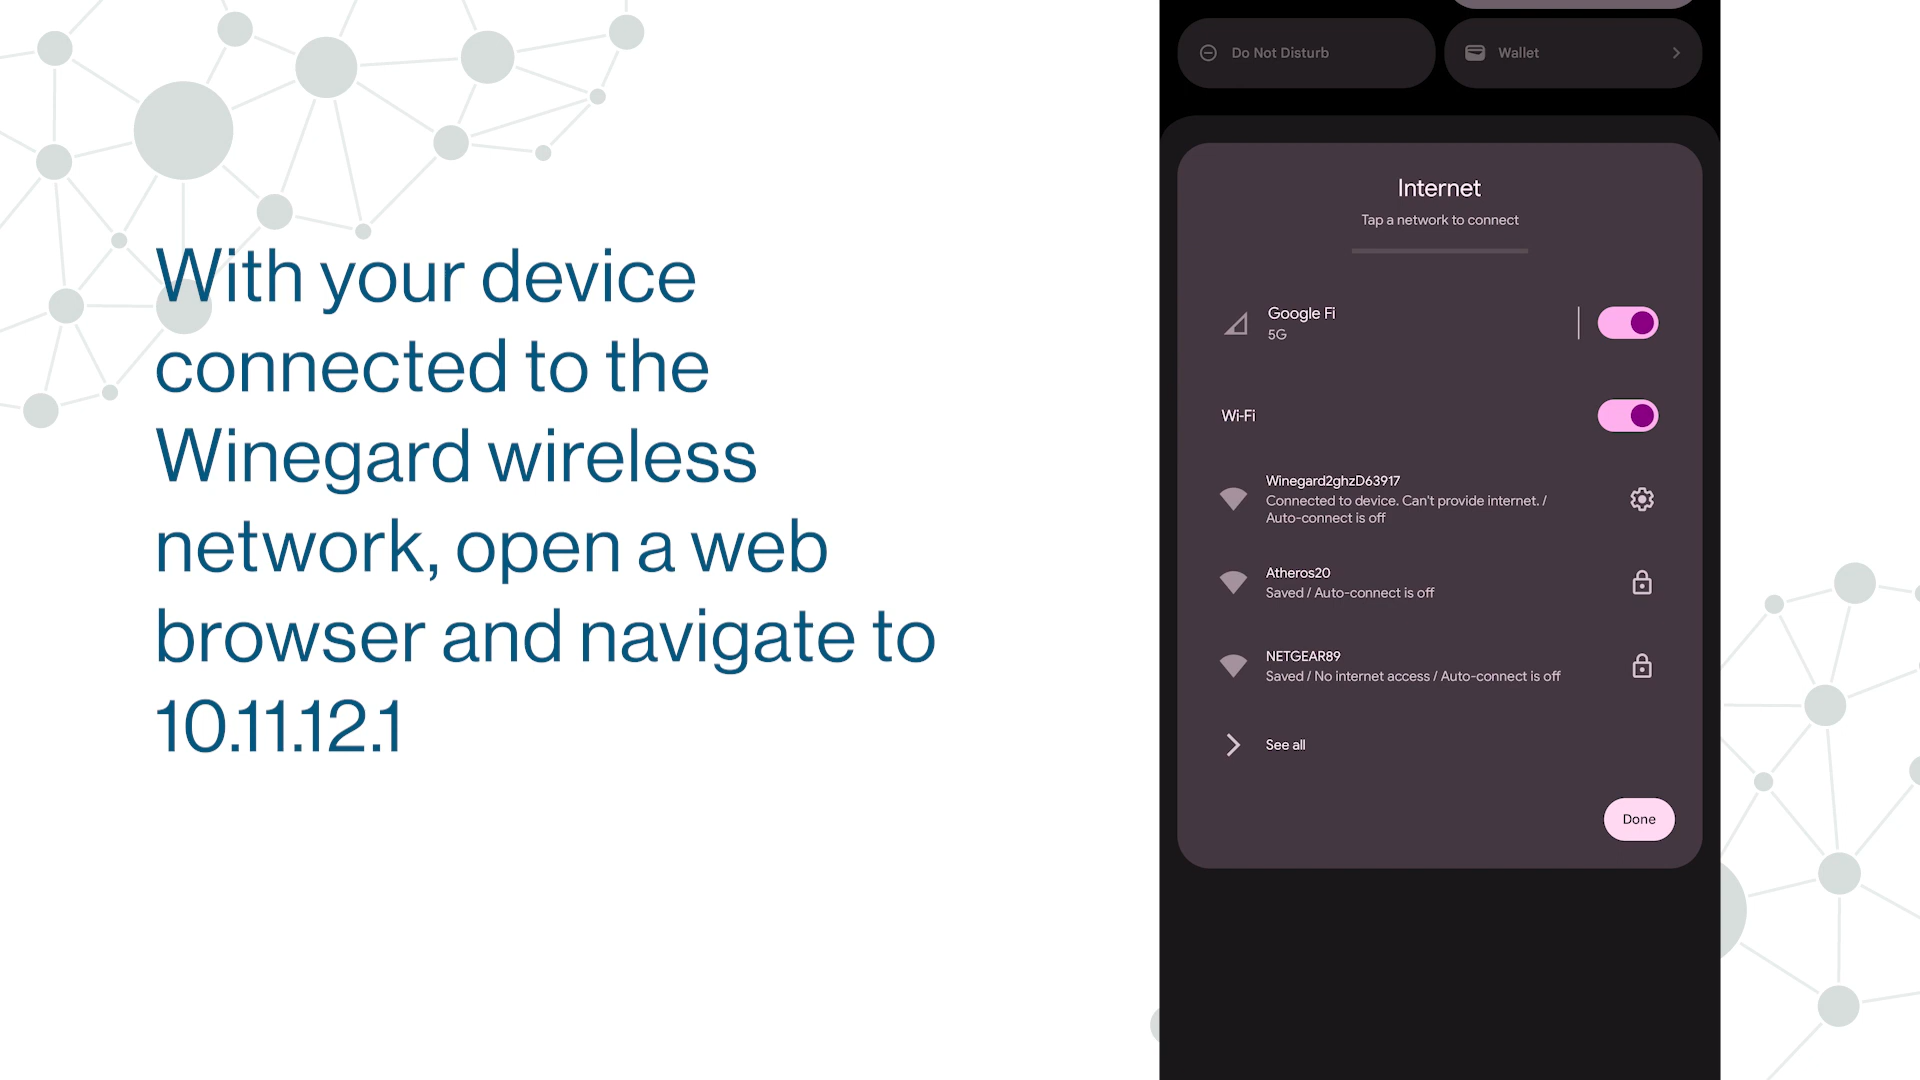 With your device
connected to the
Winegard wireless
network, open a web
browser and navigate to
10.11.12.1
Do Not Disturb
Wallet
Internet
Tap a network to connect
Google Fi
5G
Wi-Fi
Winegard2ghzD63917
Connected to device. Can't provide internet. /
Auto-connect is off
Atheros20
Saved / Auto-connect is off
NETGEAR89
Saved / No internet access / Auto-connect is off
See all
Done